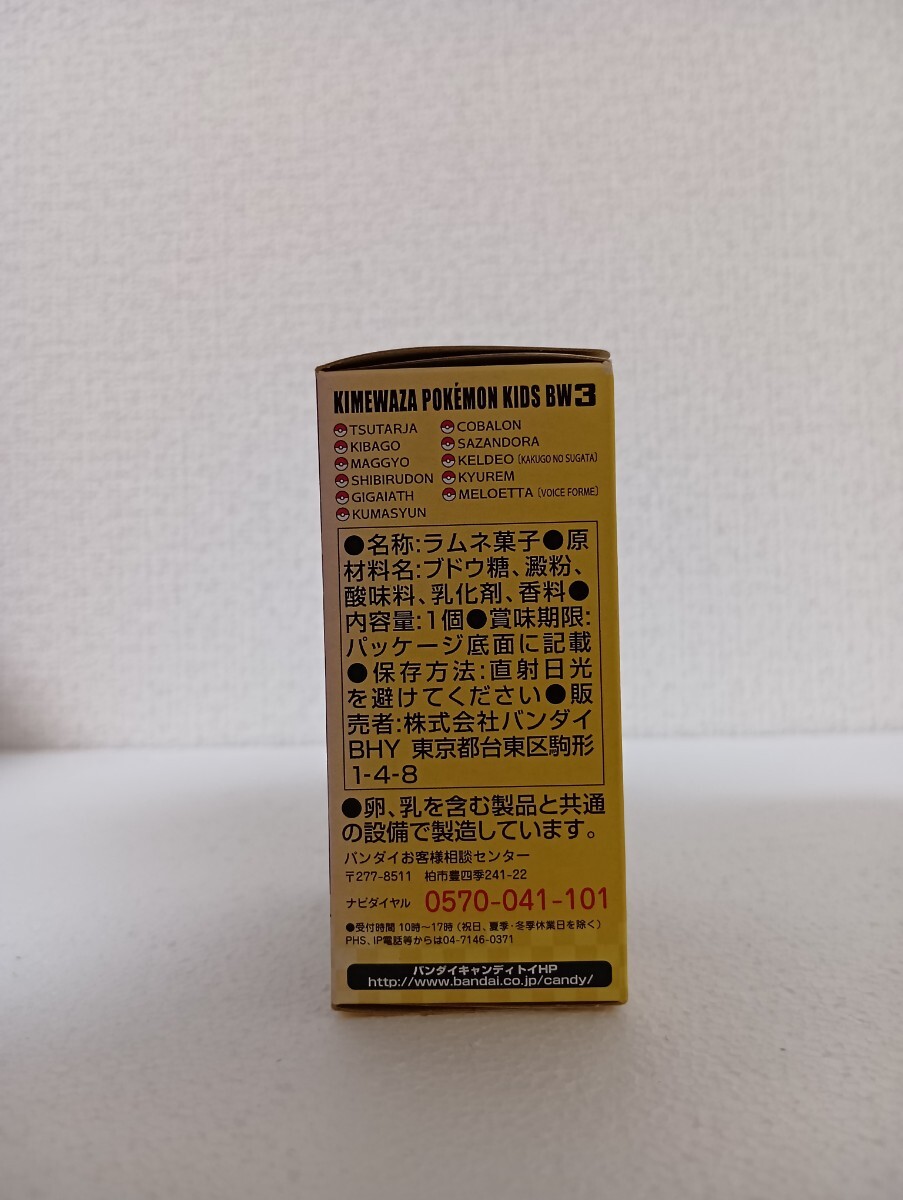 KIMEWAZA POKÉMON KIDS BW3
TSUTARJA
KIBAGO
MAGGYO
SHIBIRUDON
GIGAIATH
KUMASYUN
COBALON
SAZANDORA
KELDEO [KAKUGO NO SUGATA]
KYUREM
MELOETTA [VOICE FORME]
●名称:ラムネ菓子●原
材料名:ブドウ糖、澱粉、
酸味料、乳化剤、香料●
内容量:1個●賞味期限:
パッケージ底面に記載
●保存方法:直射日光
を避けてください●販
売者:株式会社バンダイ
BHY 東京都台東区駒形
1-4-8
●卵、乳を含む製品と共通
の設備で製造しています。
バンダイお客様相談センター
〒277-8511 柏市豊四季241-22
ナビダイヤル 0570-041-101
●受付時間 10時〜17時(祝日、夏季・冬季休業日を除く)
PHS、IP電話等からは04-7146-0371
バンダイキャンディトイHP
http://www.bandai.co.jp/candy/